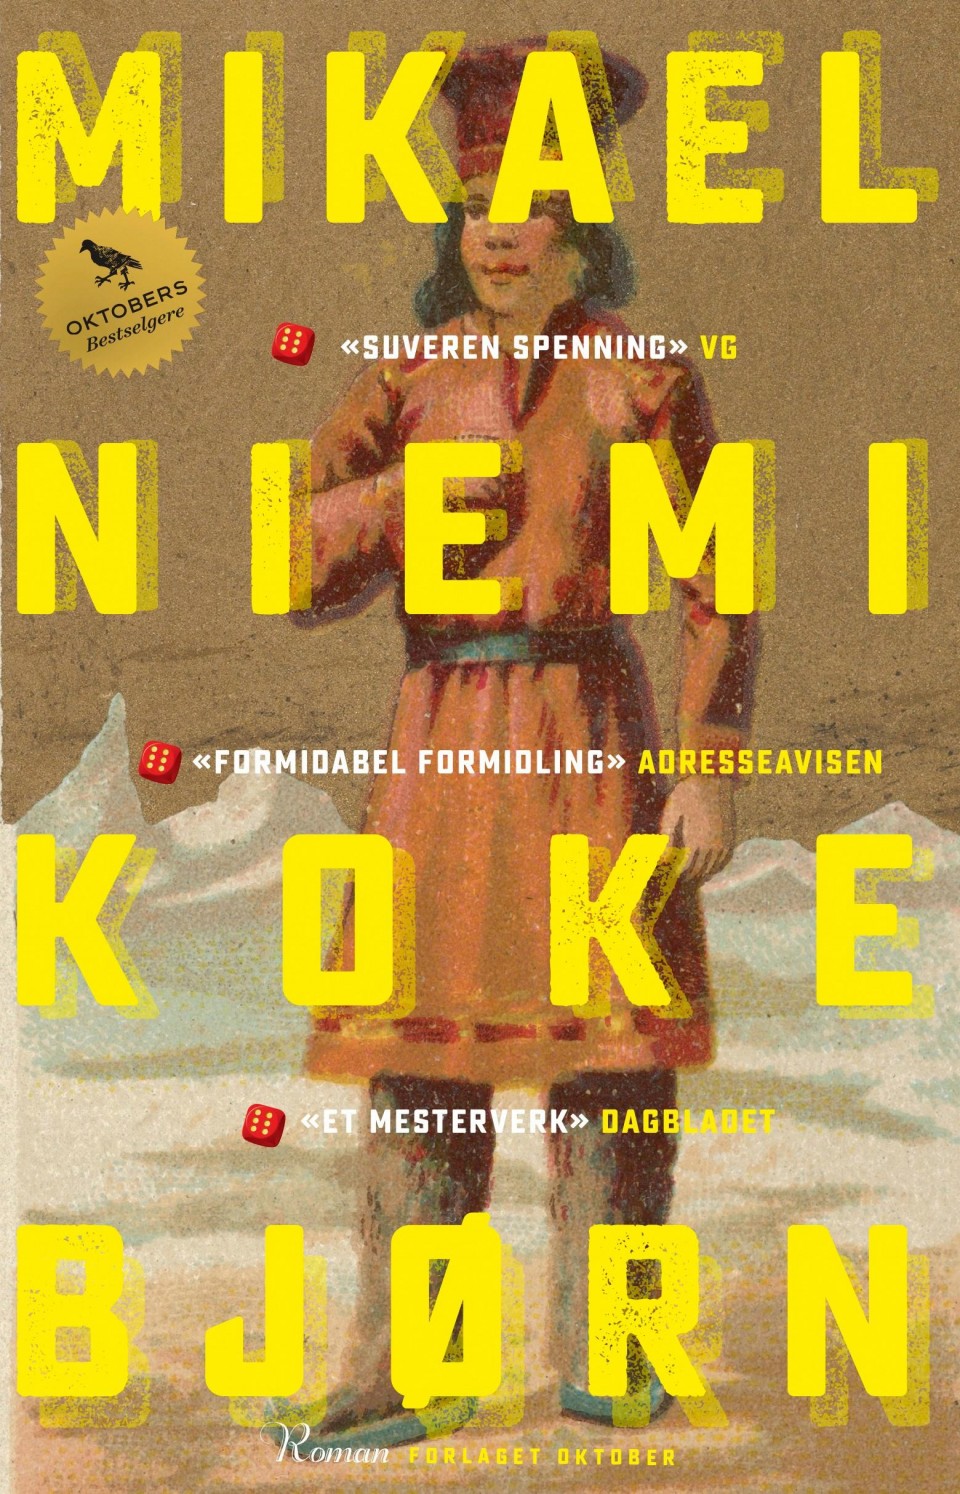 MIKAEL
OKTOBERS
Bestselgere
«SUVEREN SPENNING» VG
NIEMI
«FORMIDABEL FORMIDLING» ADRESSEAVISEN
KOKE
«ET MESTERVERK» DAGBLADET
BJØRN
Roman FORLAGET OKTOBER